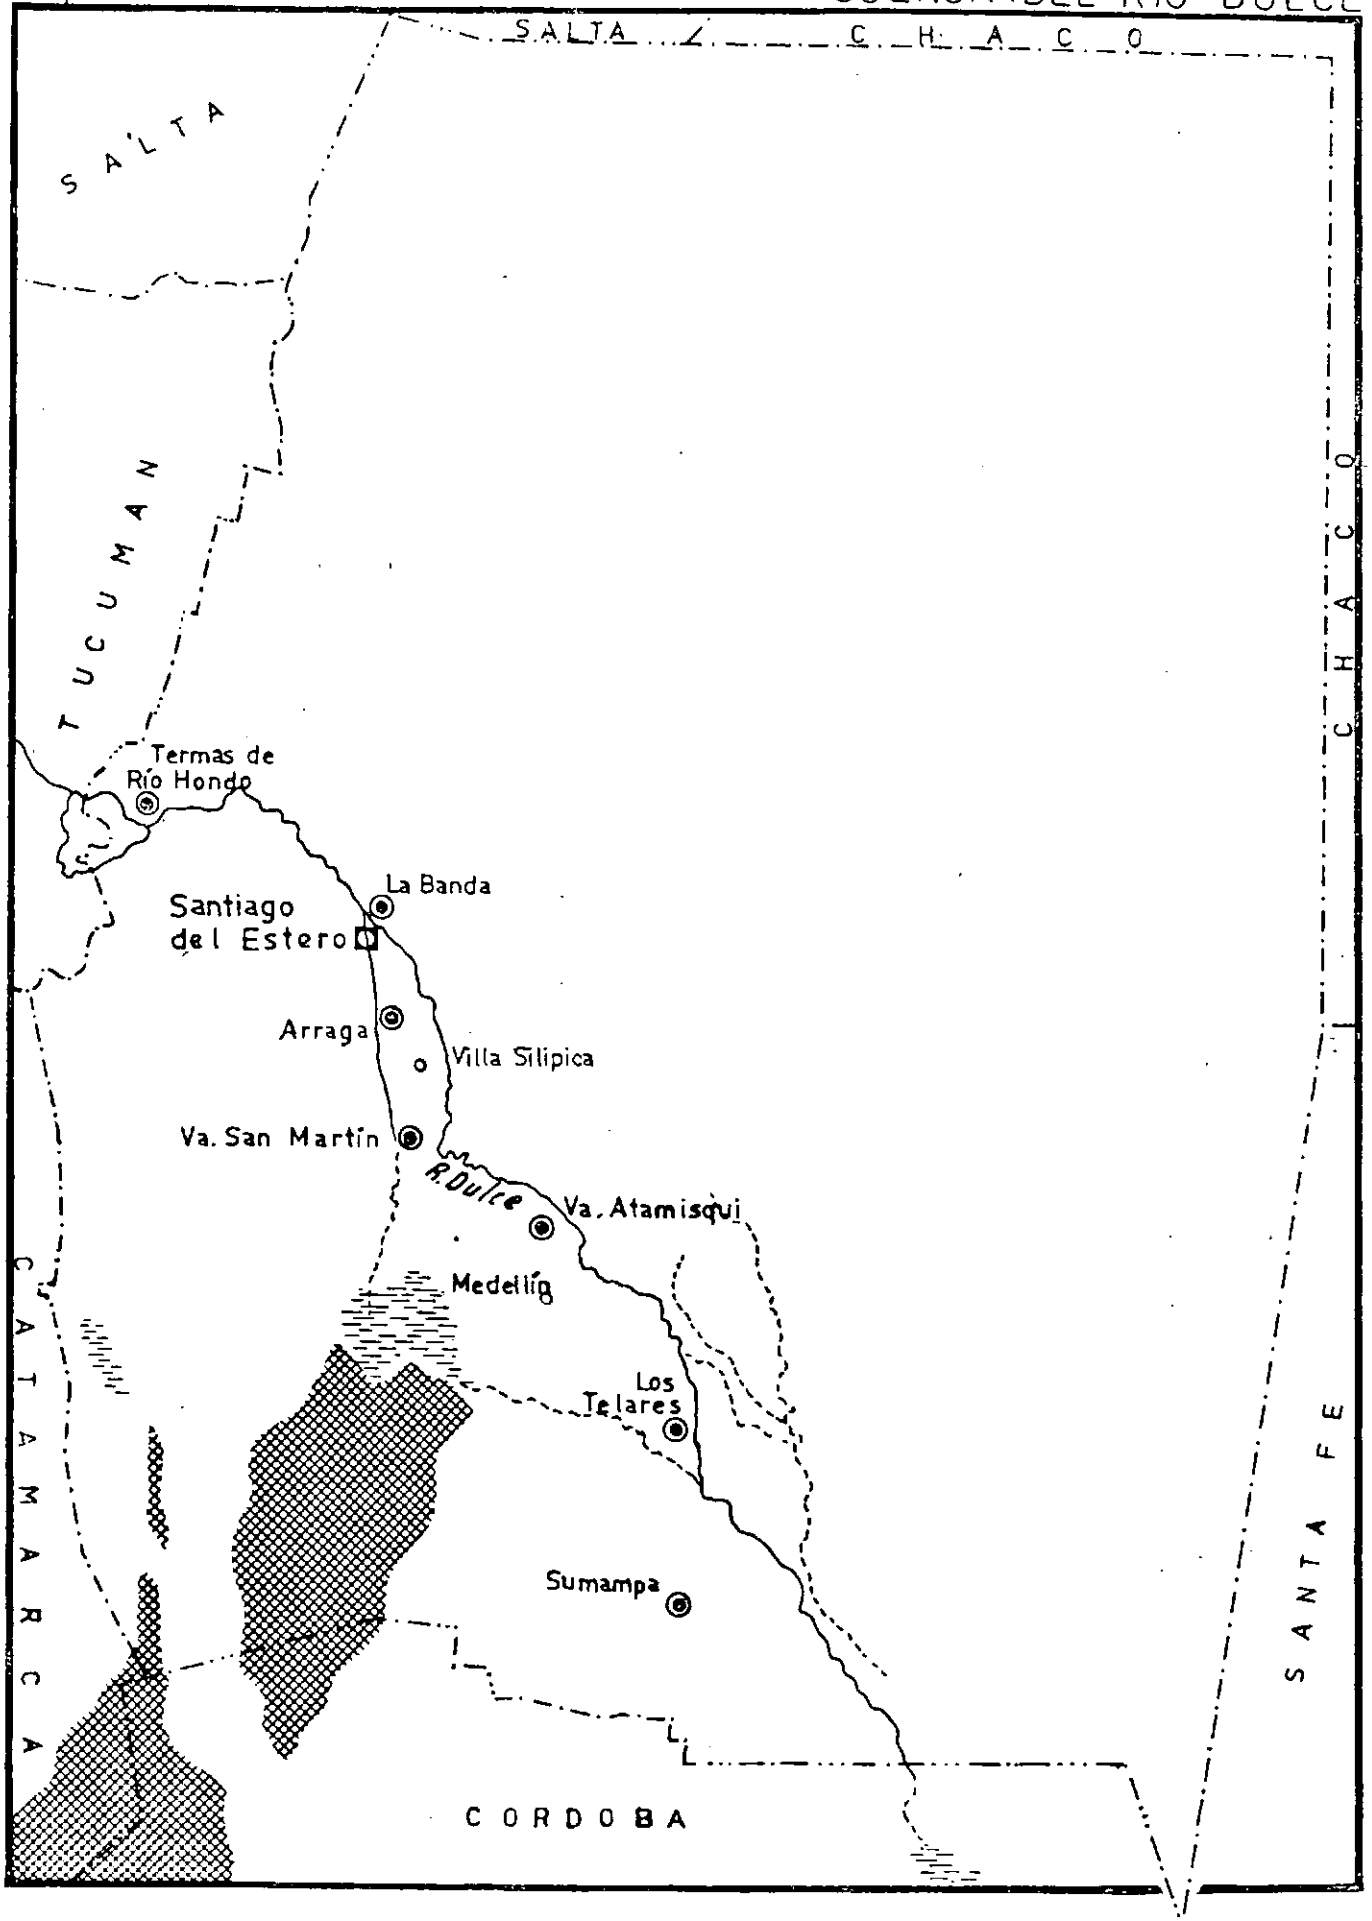 SALTA
CHACO
SALTA
TUCUMAN
CHACO
Termas de
Río Hondo
La Banda
Santiago
del Estero
Arraga
Villa Silipica
Va. San Martín
R. Dulce
Va. Atamisqui
Medellín
CATAMARCA
Los
Telares
SANTA FE
Sumampa
CORDOBA